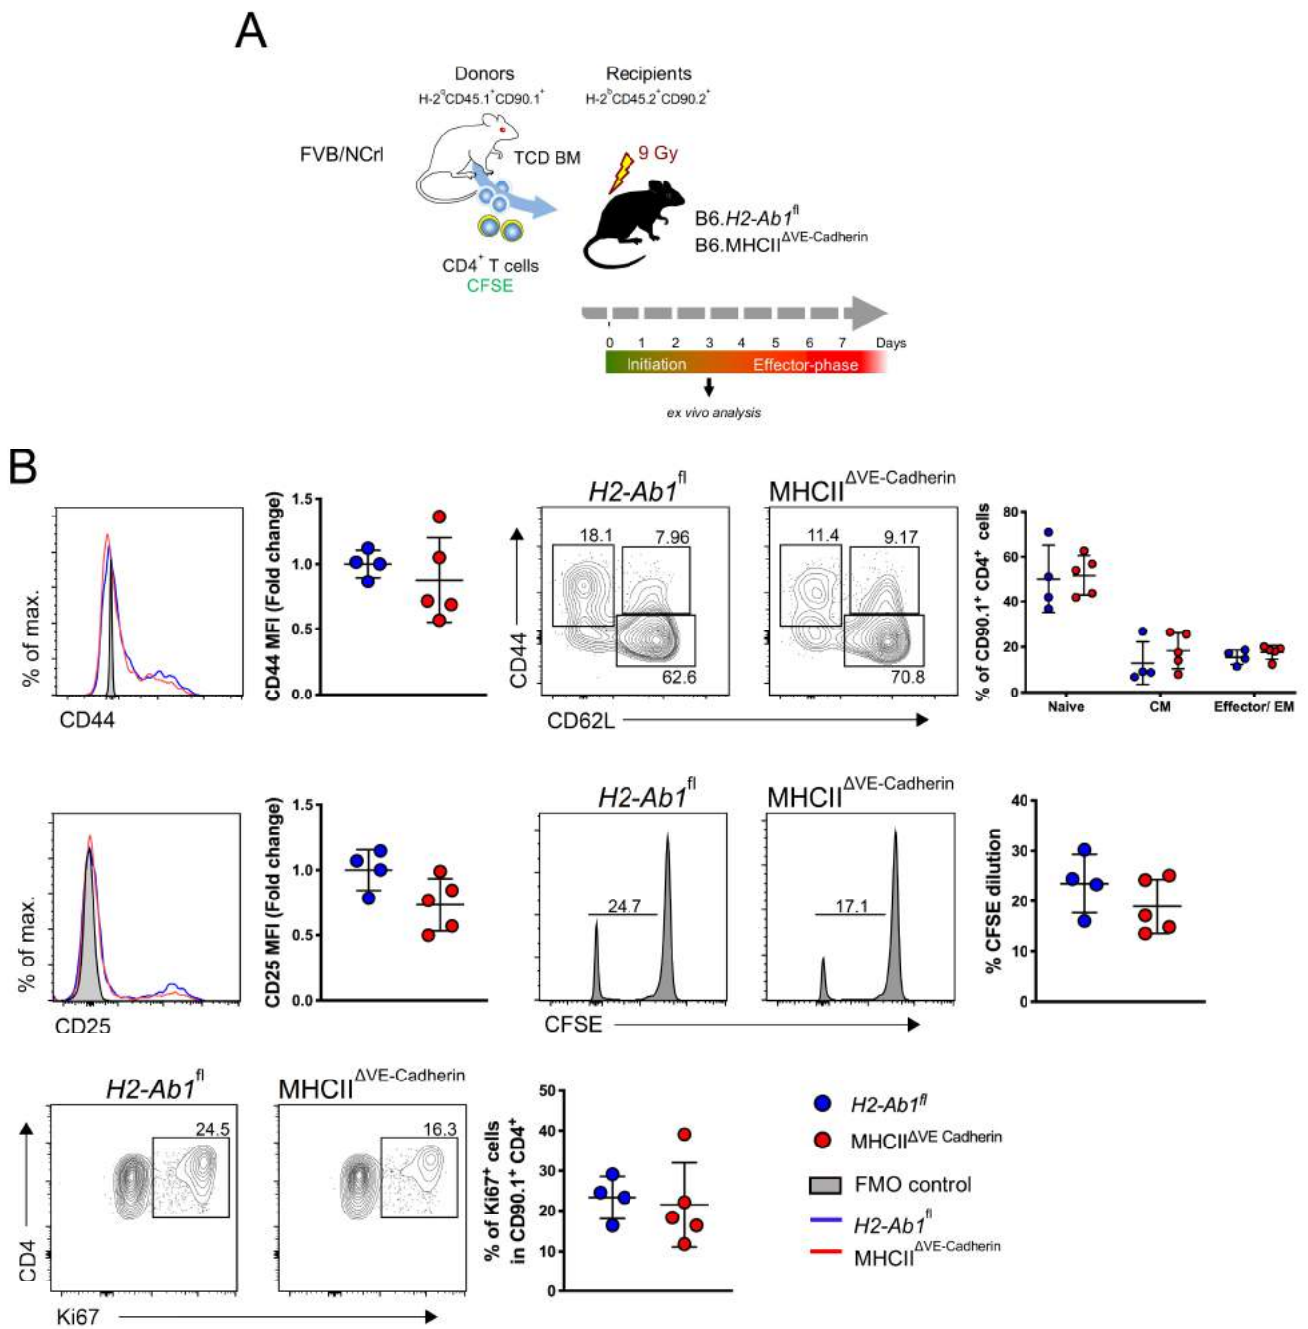 A
Donors
H-2qCD45.1+CD90.1+
Recipients
H-2bCD45.2+CD90.2+
FVB/NCrl
TCD BM
9 Gy
B6.H2-Ab1fl
B6.MHCIIΔVE-Cadherin
CD4+ T cells
CFSE
0 1 2 3 4 5 6 7 Days
Initiation Effector-phase
ex vivo analysis
B
% of max.
CD44
CD44 MFI (Fold change)
1.5
1.0
0.5
0.0
H2-Ab1fl
MHCIIΔVE-Cadherin
18.1
7.96
62.6
11.4
9.17
70.8
CD44
CD62L
% of CD90.1+ CD4+ cells
80
60
40
20
0
Naive CM Effector/ EM
% of max.
CD25
CD25 MFI (Fold change)
1.5
1.0
0.5
0.0
H2-Ab1fl
MHCIIΔVE-Cadherin
24.7
17.1
CFSE
% CFSE dilution
40
30
20
10
0
H2-Ab1fl
MHCIIΔVE-Cadherin
24.5
16.3
CD4
Ki67
% of Ki67+ cells
in CD90.1+ CD4+
50
40
30
20
10
0
H2-Ab1fl
MHCIIΔVE Cadherin
FMO control
H2-Ab1fl
MHCIIΔVE-Cadherin